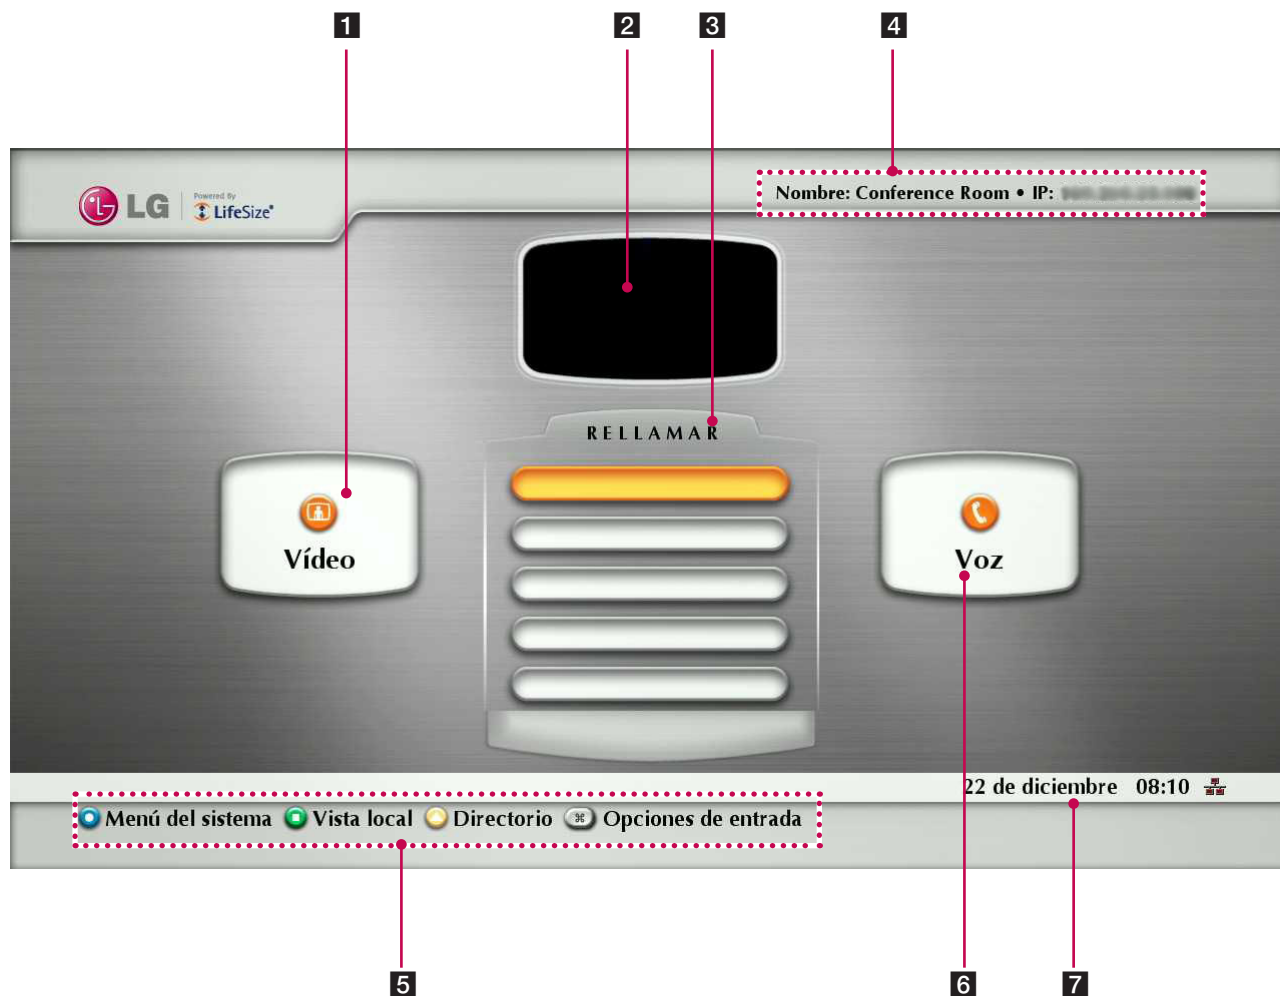 1 2 3 4
LG Powered By LifeSize®
Nombre: Conference Room • IP:
RELLAMAR
Vídeo
Voz
22 de diciembre 08:10
Menú del sistema Vista local Directorio Opciones de entrada
5 6 7